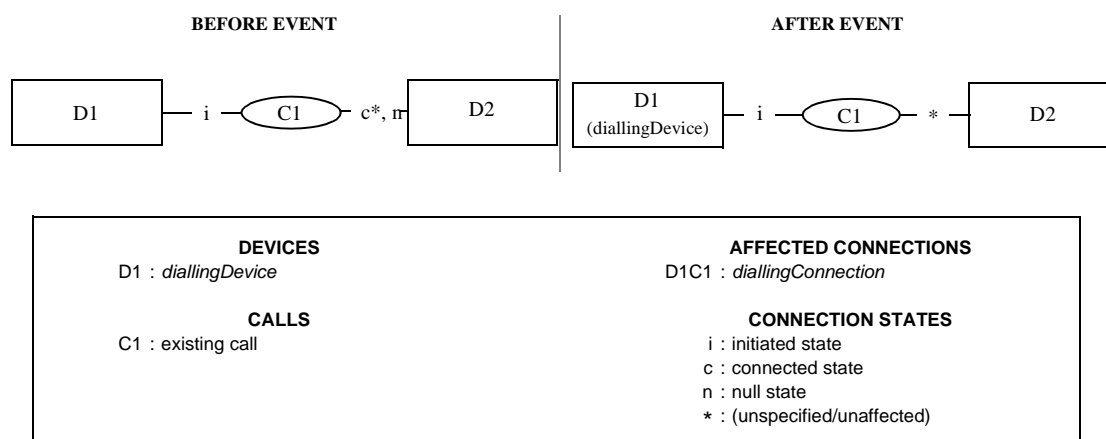 BEFORE EVENT
AFTER EVENT
D1 i C1 c*, n D2
D1
(diallingDevice)
i C1 * D2
DEVICES
D1 : diallingDevice
AFFECTED CONNECTIONS
D1C1 : diallingConnection
CALLS
C1 : existing call
CONNECTION STATES
i : initiated state
c : connected state
n : null state
* : (unspecified/unaffected)